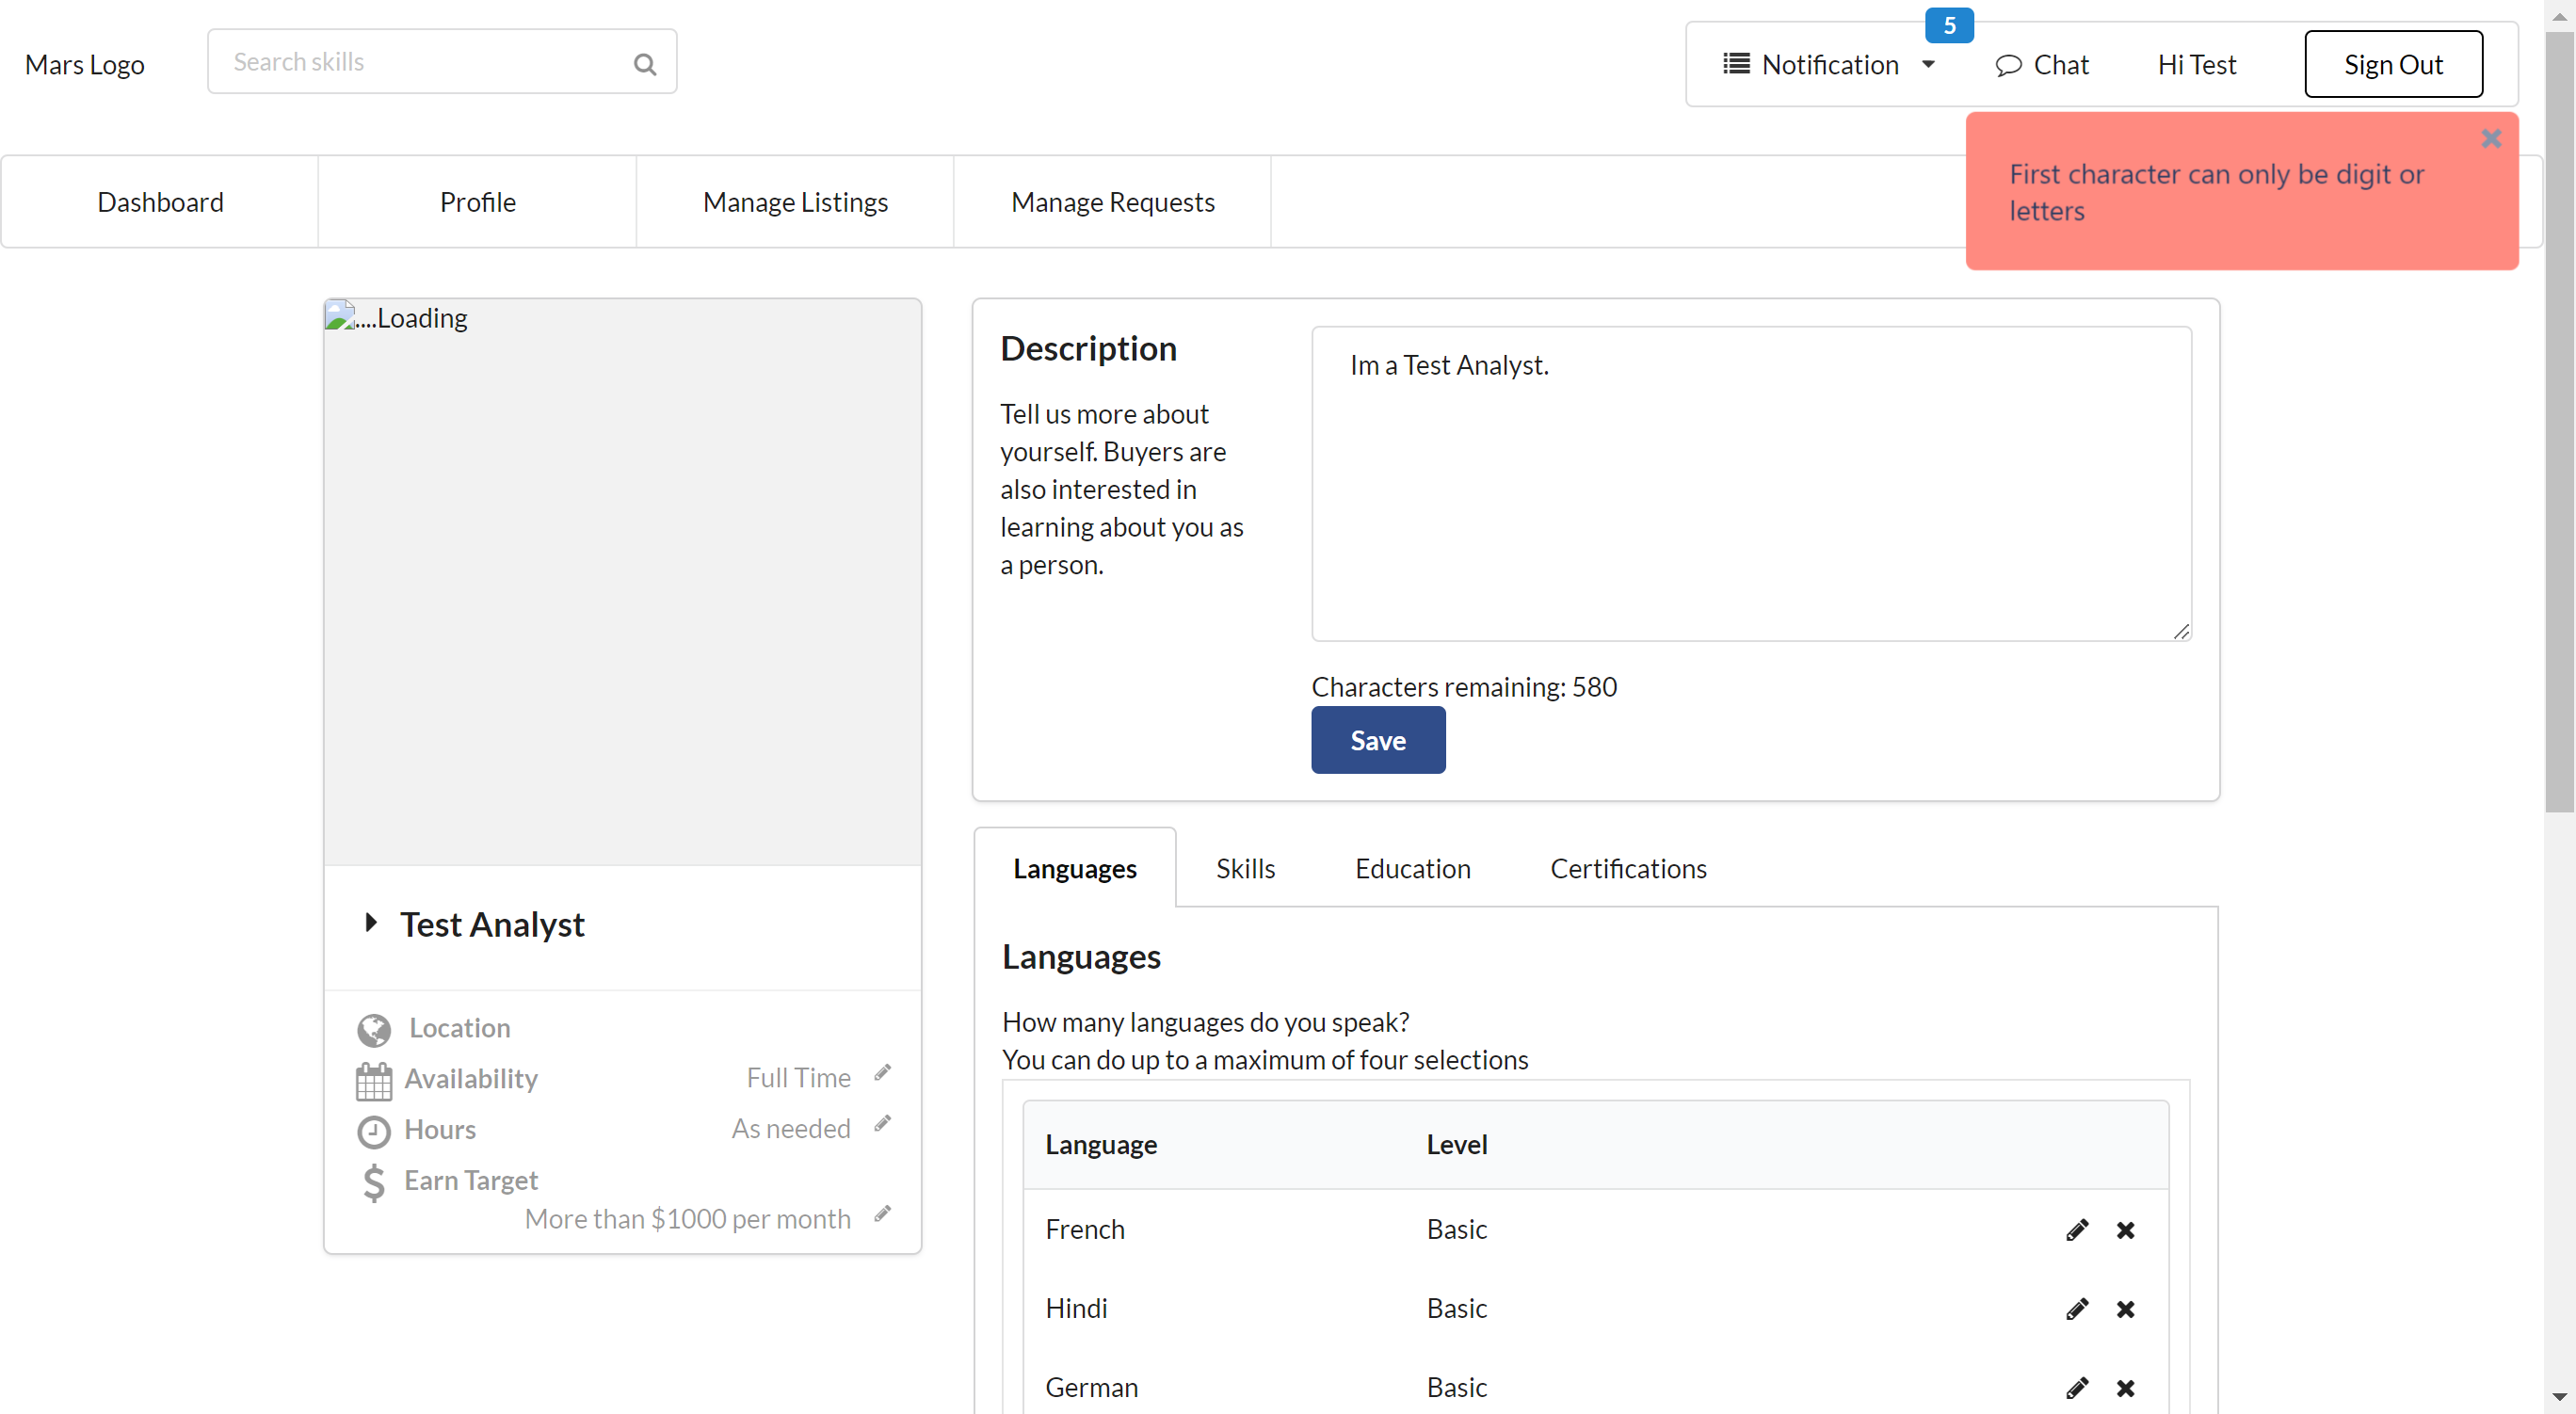 Mars Logo
Search skills
Notification
5
Chat
Hi Test
Sign Out
First character can only be digit or
letters
Dashboard
Profile
Manage Listings
Manage Requests
....Loading
Test Analyst
Location
Availability
Full Time
Hours
As needed
Earn Target
More than $1000 per month
Description
Tell us more about
yourself. Buyers are
also interested in
learning about you as
a person.
Im a Test Analyst.
Characters remaining: 580
Save
Languages
Skills
Education
Certifications
Languages
How many languages do you speak?
You can do up to a maximum of four selections
Language Level
French Basic
Hindi Basic
German Basic